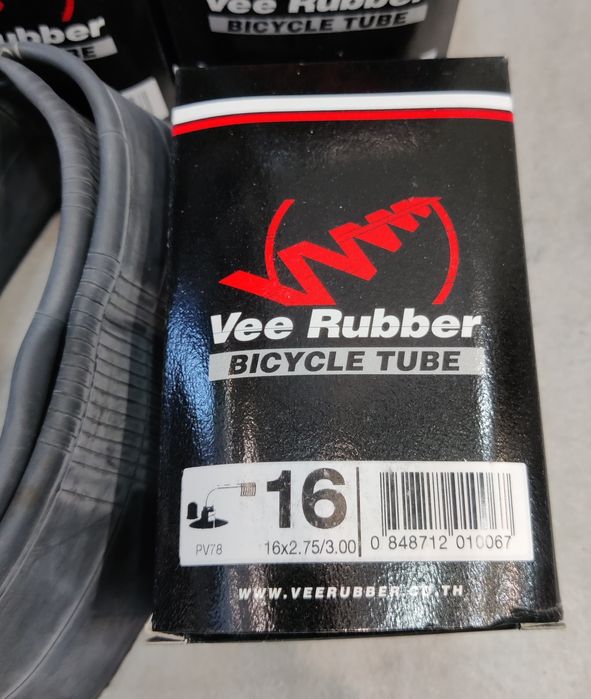 Vee Rubber
BICYCLE TUBE
Vee Rubber
BICYCLE TUBE
16
PV78
16x2.75/3.00
0 848712 010067
WWW.VEERUBBER.CO.TH